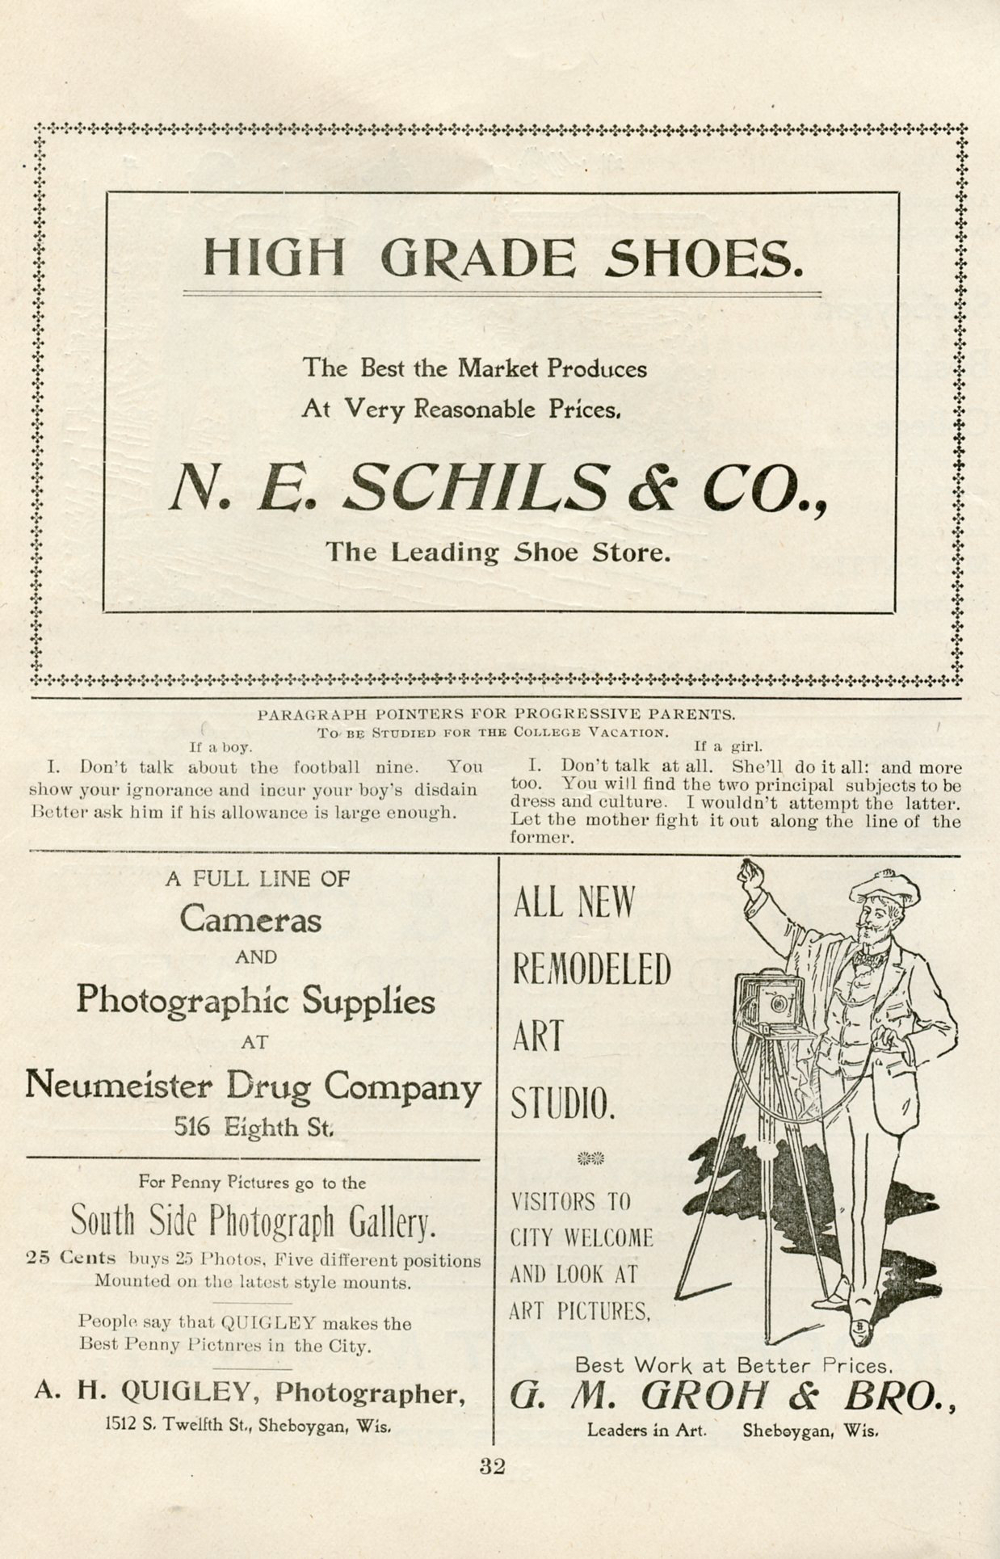 HIGH GRADE SHOES.
The Best the Market Produces
At Very Reasonable Prices.
N. E. SCHILS & CO.,
The Leading Shoe Store.
PARAGRAPH POINTERS FOR PROGRESSIVE PARENTS.
TO BE STUDIED FOR THE COLLEGE VACATION.
If a boy.
I. Don't talk about the football nine. You
show your ignorance and incur your boy's disdain
Better ask him if his allowance is large enough.
If a girl.
I. Don't talk at all. She'll do it all: and more
too. You will find the two principal subjects to be
dress and culture. I wouldn't attempt the latter.
Let the mother fight it out along the line of the
former.
A FULL LINE OF
Cameras
AND
Photographic Supplies
AT
Neumeister Drug Company
516 Eighth St.
For Penny Pictures go to the
South Side Photograph Gallery.
25 Cents buys 25 Photos, Five different positions
Mounted on the latest style mounts.
People say that QUIGLEY makes the
Best Penny Pictnres in the City.
A. H. QUIGLEY, Photographer,
1512 S. Twelfth St., Sheboygan, Wis.
ALL NEW
REMODELED
ART
STUDIO.
VISITORS TO
CITY WELCOME
AND LOOK AT
ART PICTURES,
Best Work at Better Prices.
G. M. GROH & BRO.,
Leaders in Art. Sheboygan, Wis.
32